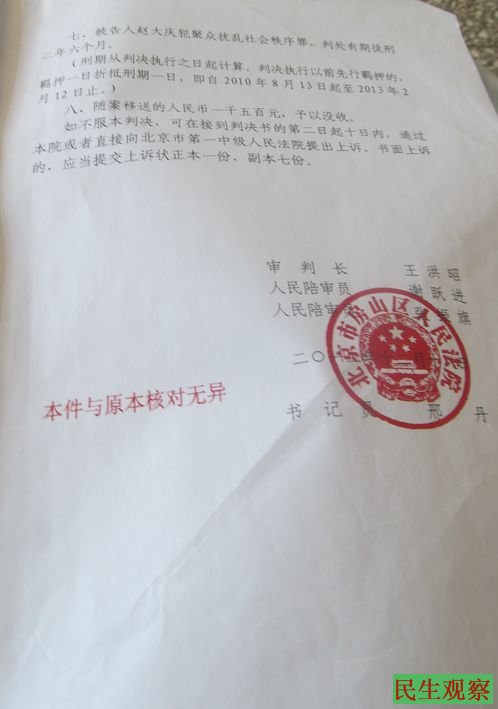 七、被告人赵大庆犯聚众扰乱社会秩序罪，判处有期徒刑
二年六个月。
（刑期从判决执行之日起计算。判决执行以前先行羁押的，
羁押一日折抵刑期一日，即自2010年8月13日起至2013年2
月12日止。）
八、随案移送的人民币一千五百元，予以没收。
如不服本判决，可在接到判决书的第二日起十日内，通过
本院或者直接向北京市第一中级人民法院提出上诉。书面上诉
的，应当提交上诉状正本一份，副本七份。
审 判 长 王洪昭
人民陪审员 谢跃进
人民陪审 旗
二〇一 年十 月
北京市房山区人民法院
本件与原本核对无异
书 记 员 邢 丹
民生观察